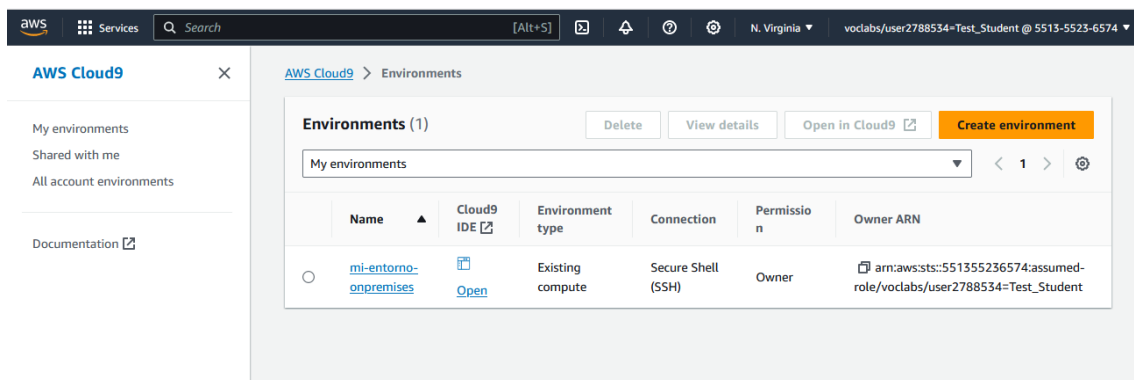 aws Services Search [Alt+S] N. Virginia ▼ voclabs/user2788534=Test_Student @ 5513-5523-6574 ▼
AWS Cloud9
My environments
Shared with me
All account environments
Documentation
AWS Cloud9 > Environments
Environments (1) Delete View details Open in Cloud9 Create environment
My environments 1
Name Cloud9 Environment Connection Permissio Owner ARN
IDE type n
mi-entorno- Existing Secure Shell Owner arn:aws:sts::551355236574:assumed-
onpremises Open compute (SSH) role/voclabs/user2788534=Test_Student